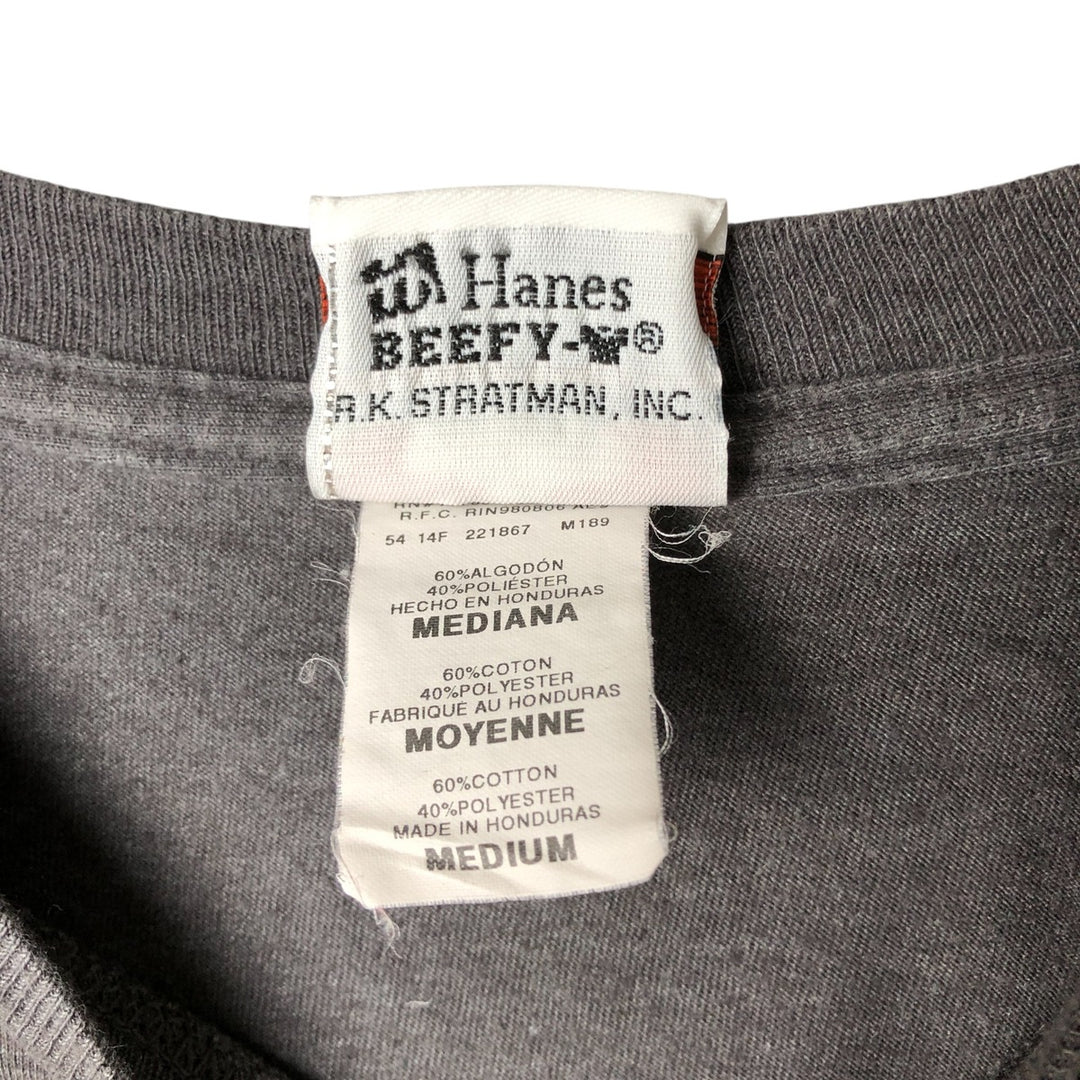 Hanes
BEEFY-T®
R.K. STRATMAN, INC.
R.F.C. RIN980806
54 14F 221867 M189
60%ALGODÓN
40%POLIÉSTER
HECHO EN HONDURAS
MEDIANA
60%COTON
40%POLYESTER
FABRIQUÉ AU HONDURAS
MOYENNE
60%COTTON
40%POLYESTER
MADE IN HONDURAS
MEDIUM